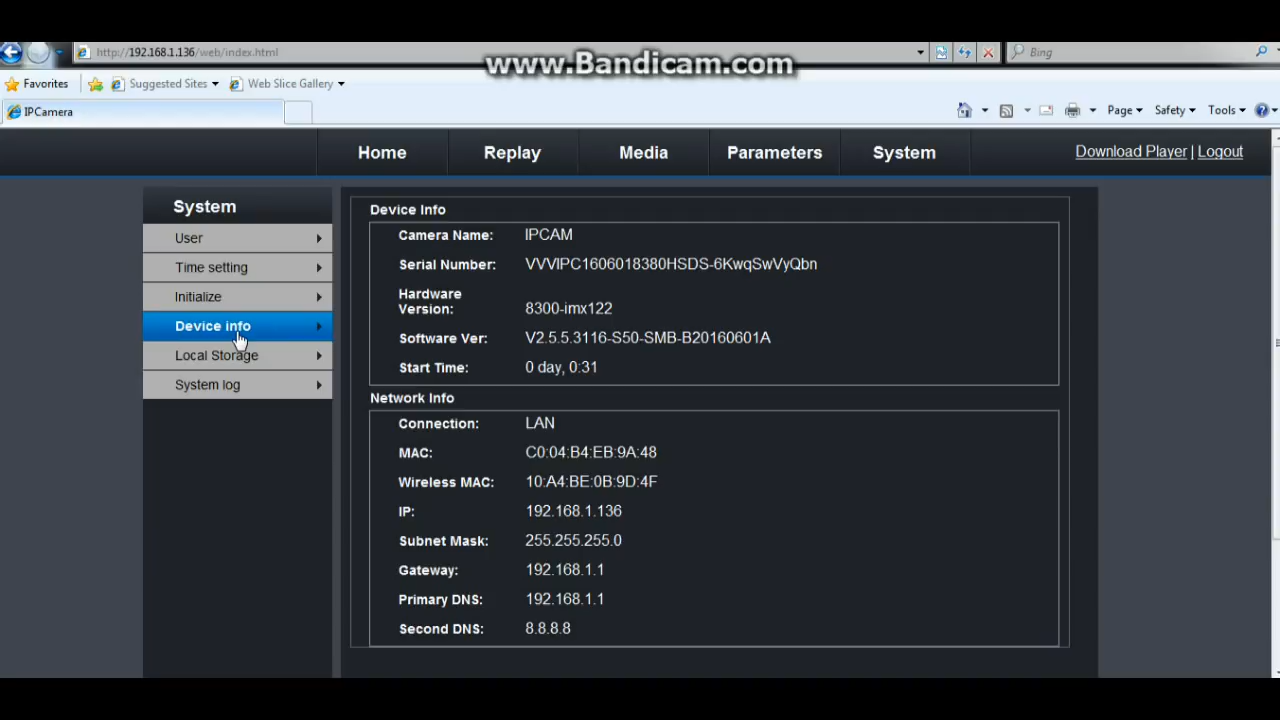 http://192.168.1.136/web/index.html
www.Bandicam.com
Bing
Favorites
Suggested Sites
Web Slice Gallery
IPCamera
Page
Safety
Tools
Home
Replay
Media
Parameters
System
Download Player | Logout
System
User
Time setting
Initialize
Device info
Local Storage
System log
Device Info
Camera Name: IPCAM
Serial Number: VVVIPC1606018380HSDS-6KwqSwVyQbn
Hardware
Version: 8300-imx122
Software Ver: V2.5.5.3116-S50-SMB-B20160601A
Start Time: 0 day, 0:31
Network Info
Connection: LAN
MAC: C0:04:B4:EB:9A:48
Wireless MAC: 10:A4:BE:0B:9D:4F
IP: 192.168.1.136
Subnet Mask: 255.255.255.0
Gateway: 192.168.1.1
Primary DNS: 192.168.1.1
Second DNS: 8.8.8.8